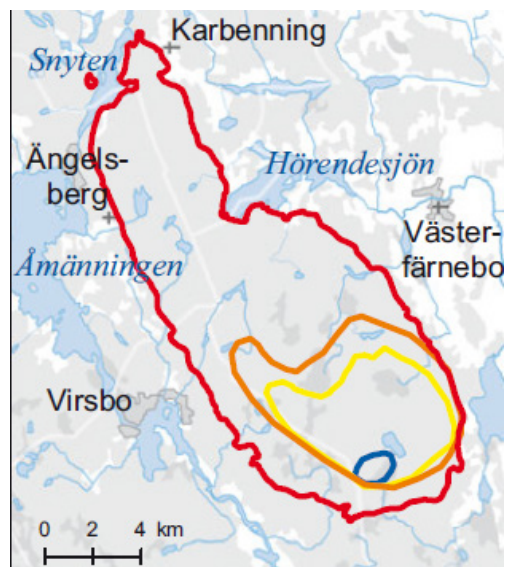 Karbenning
Snyten
Ängels-
berg
Hörendesjön
Väster-
färnebo
Åmänningen
Virsbo
0 2 4 km